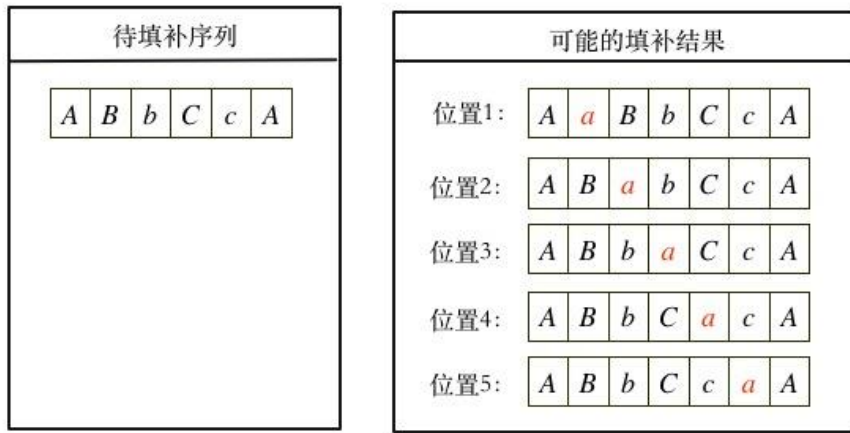 待填补序列
A B b C c A
可能的填补结果
位置1: A a B b C c A
位置2: A B a b C c A
位置3: A B b a C c A
位置4: A B b C a c A
位置5: A B b C c a A